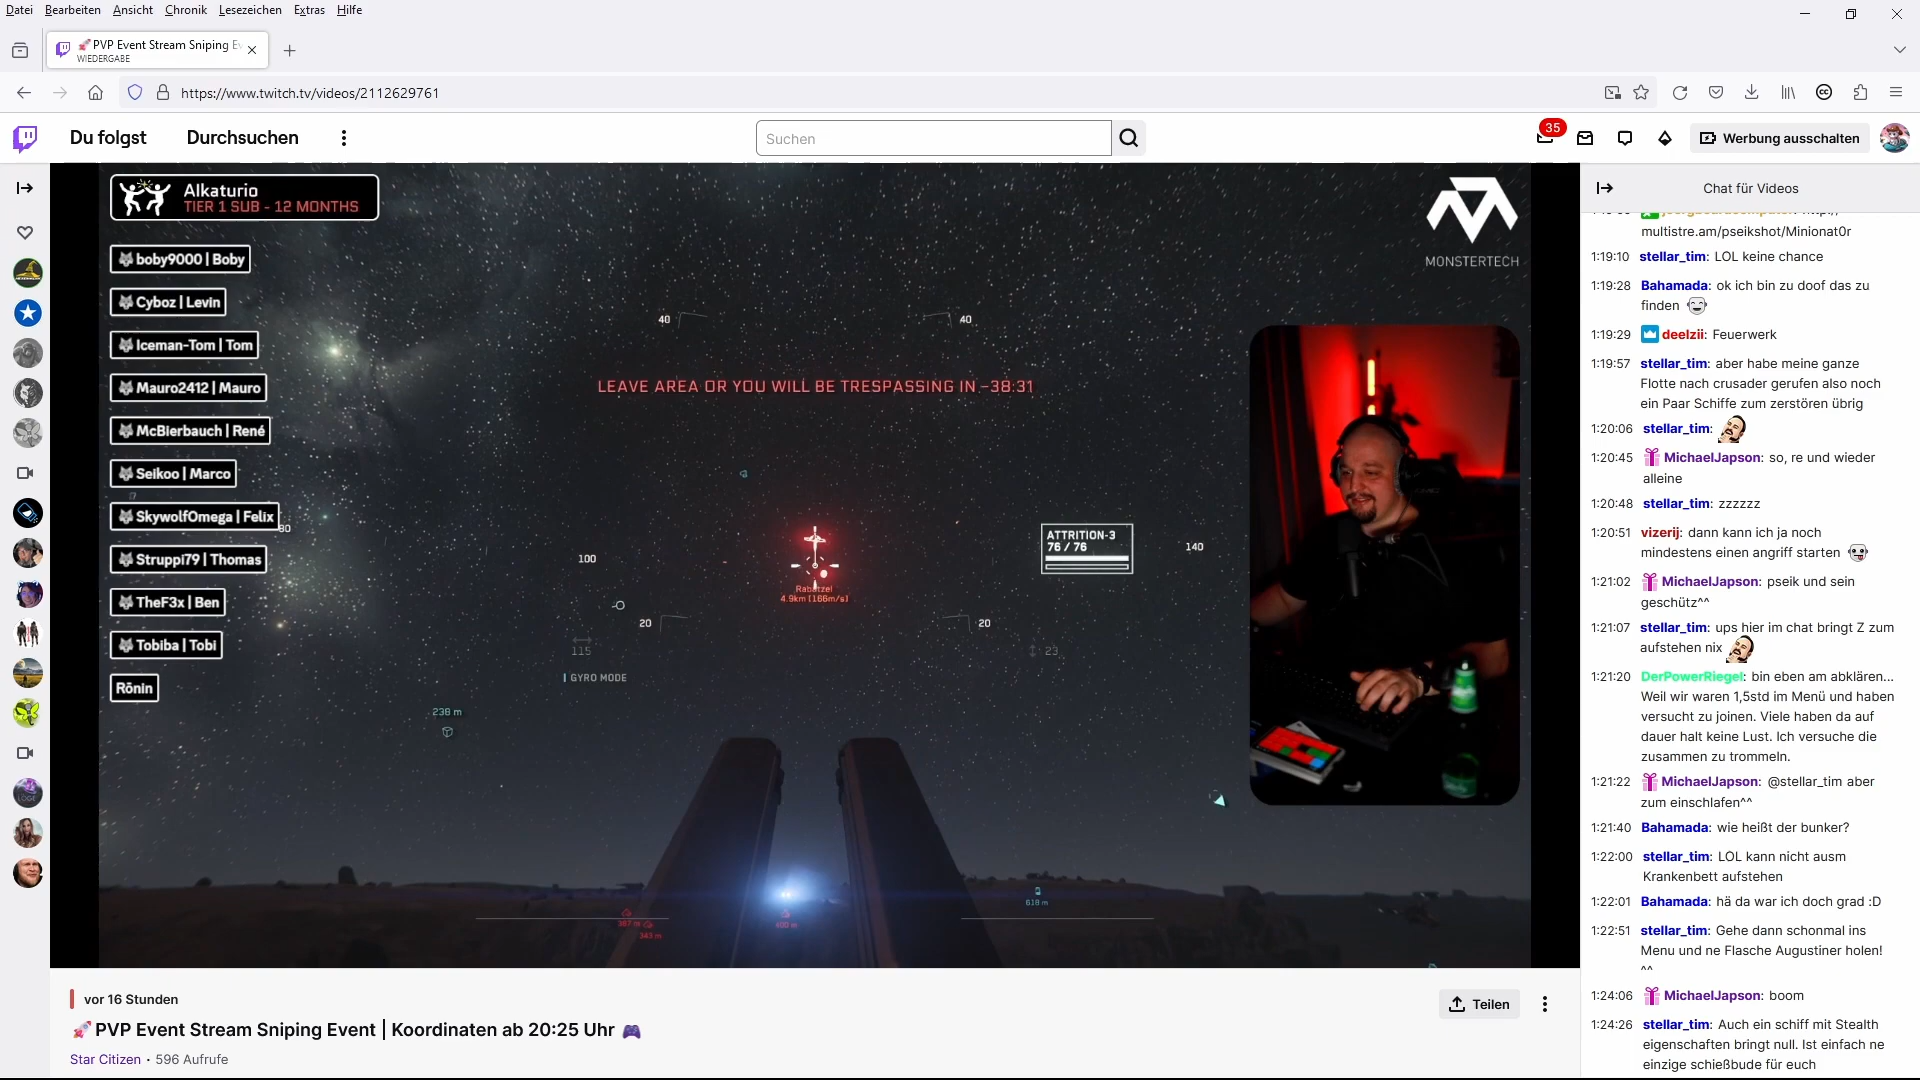 Datei Bearbeiten Ansicht Chronik Lesezeichen Extras Hilfe
PVP Event Stream Sniping Ev
WIEDERGABE
https://www.twitch.tv/videos/2112629761
Du folgst Durchsuchen
Suchen
35
Werbung ausschalten
Alkaturio
TIER 1 SUB - 12 MONTHS
boby9000 | Boby
Cyboz | Levin
Iceman-Tom | Tom
Mauro2412 | Mauro
McBierbauch | René
Seikoo | Marco
SkywolfOmega | Felix
Struppi79 | Thomas
TheF3x | Ben
Tobiba | Tobi
Rōnin
MONSTERTECH
40 40
LEAVE AREA OR YOU WILL BE TRESPASSING IN -38:31
80
100
ATTRITION-3
76 / 76
140
Rabatzel
4.9km [166m/s]
20 20
115 23
GYRO MODE
238 m
618 m
387 m
343 m
400 m
vor 16 Stunden
Teilen
PVP Event Stream Sniping Event | Koordinaten ab 20:25 Uhr
Star Citizen • 596 Aufrufe
Chat für Videos
multistre.am/pseikshot/Minionat0r
1:19:10 stellar_tim: LOL keine chance
1:19:28 Bahamada: ok ich bin zu doof das zu
finden
1:19:29 deelzii: Feuerwerk
1:19:57 stellar_tim: aber habe meine ganze
Flotte nach crusader gerufen also noch
ein Paar Schiffe zum zerstören übrig
1:20:06 stellar_tim:
1:20:45 MichaelJapson: so, re und wieder
alleine
1:20:48 stellar_tim: zzzzzz
1:20:51 vizerij: dann kann ich ja noch
mindestens einen angriff starten
1:21:02 MichaelJapson: pseik und sein
geschütz^^
1:21:07 stellar_tim: ups hier im chat bringt Z zum
aufstehen nix
1:21:20 DerPowerRiegel: bin eben am abklären...
Weil wir waren 1,5std im Menü und haben
versucht zu joinen. Viele haben da auf
dauer halt keine Lust. Ich versuche die
zusammen zu trommeln.
1:21:22 MichaelJapson: @stellar_tim aber
zum einschlafen^^
1:21:40 Bahamada: wie heißt der bunker?
1:22:00 stellar_tim: LOL kann nicht ausm
Krankenbett aufstehen
1:22:01 Bahamada: hä da war ich doch grad :D
1:22:51 stellar_tim: Gehe dann schonmal ins
Menu und ne Flasche Augustiner holen!
^^
1:24:06 MichaelJapson: boom
1:24:26 stellar_tim: Auch ein schiff mit Stealth
eigenschaften bringt null. Ist einfach ne
einzige schießbude für euch